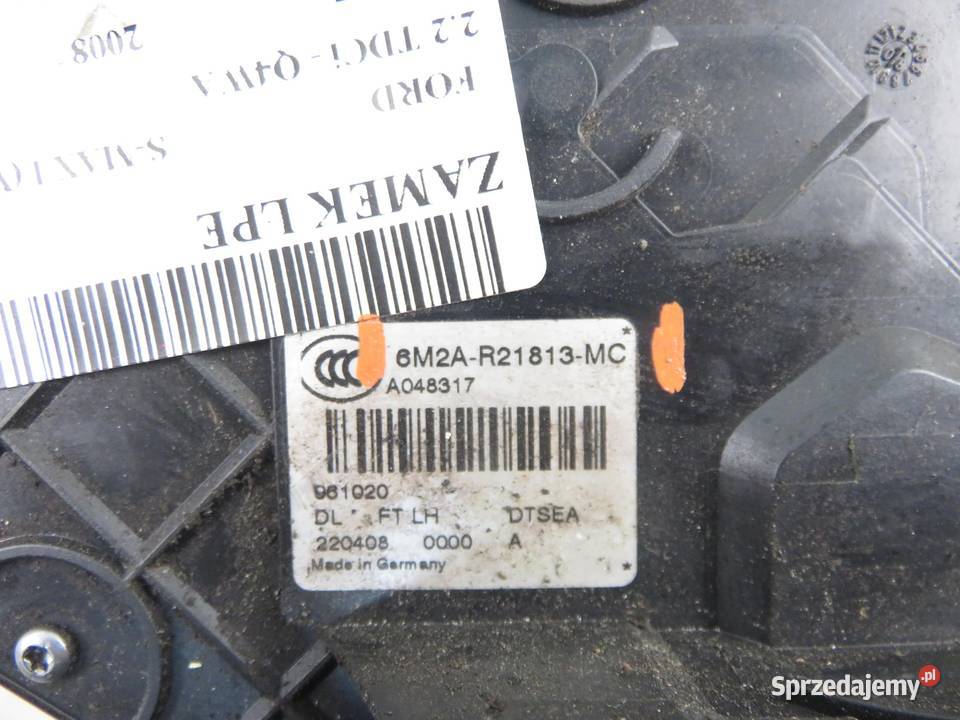 ZAMEK LPE
FORD
2.2 TDCi - Q4WA
2008
6M2A-R21813-MC
A048317
961020
DL FT LH DTSEA
220408 0000 A
Made in Germany
Sprzedajemy.pl